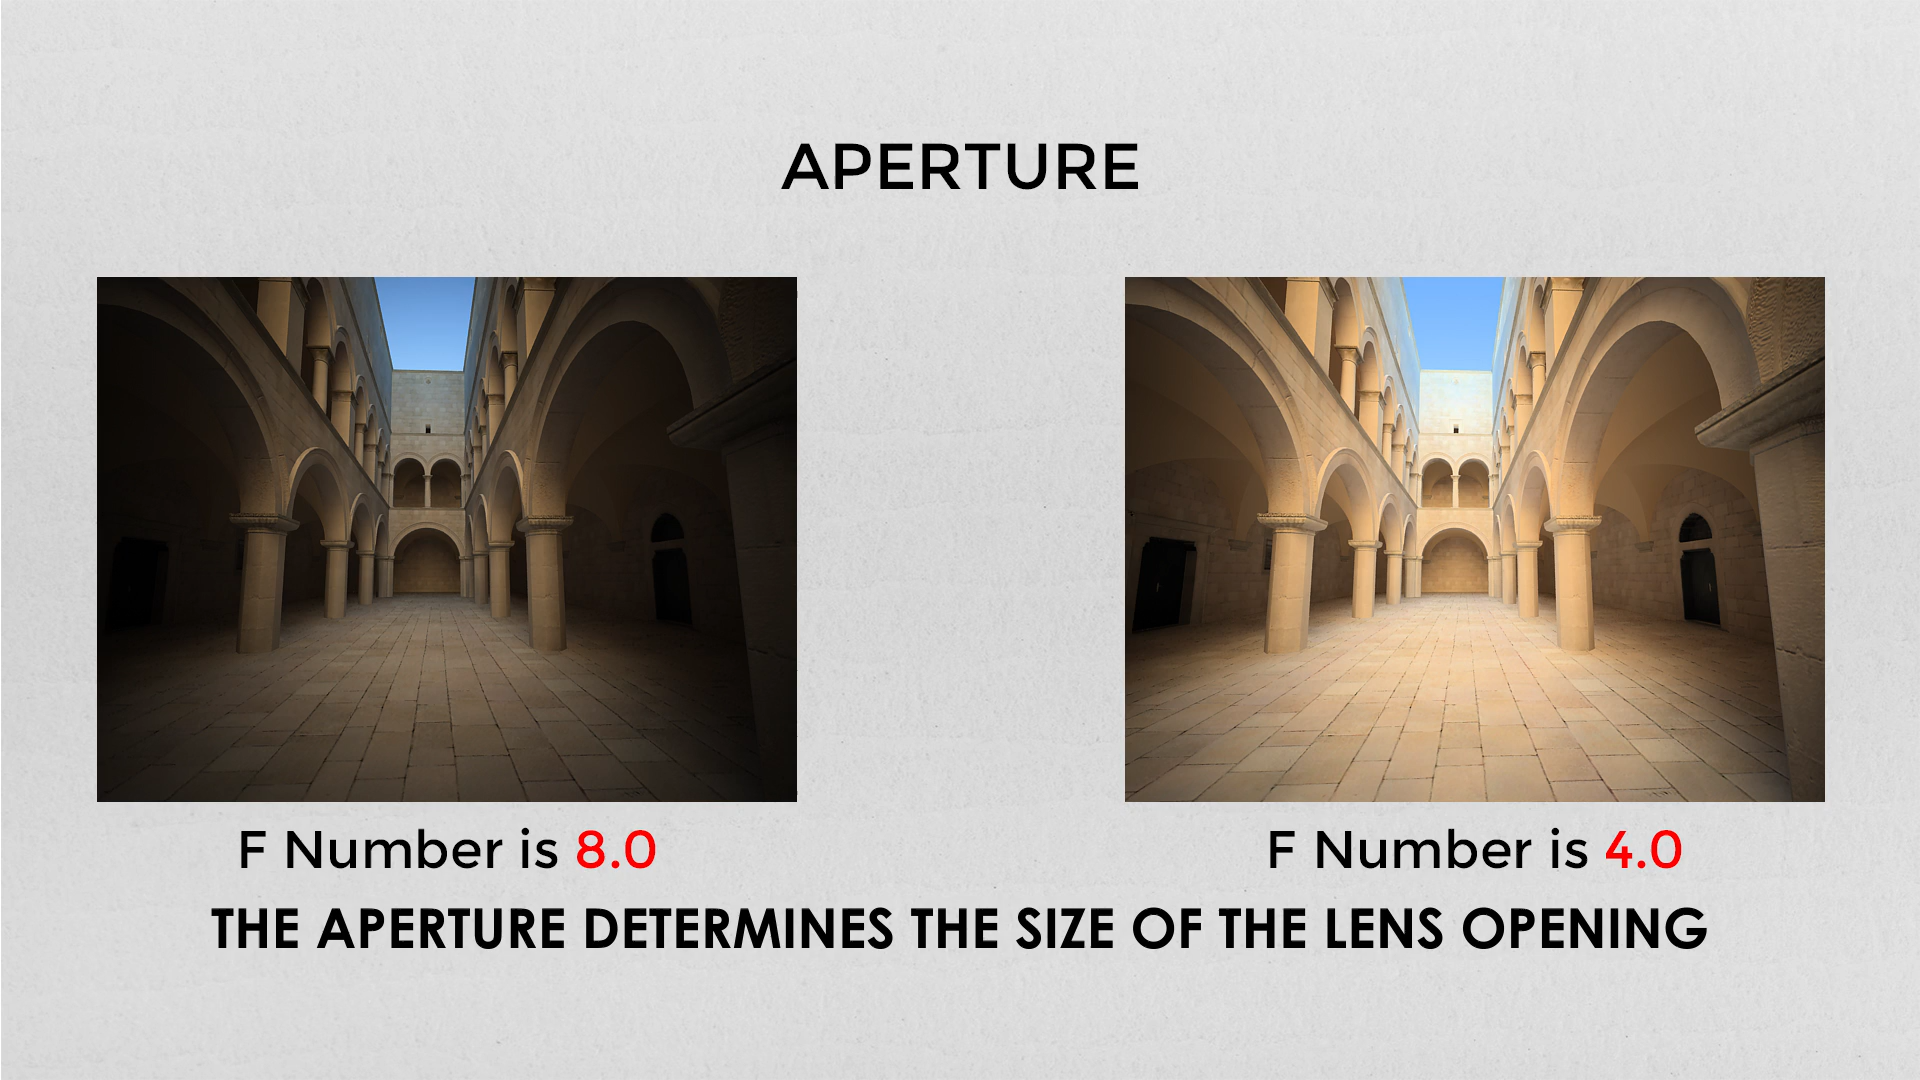 APERTURE
F Number is 8.0
F Number is 4.0
THE APERTURE DETERMINES THE SIZE OF THE LENS OPENING